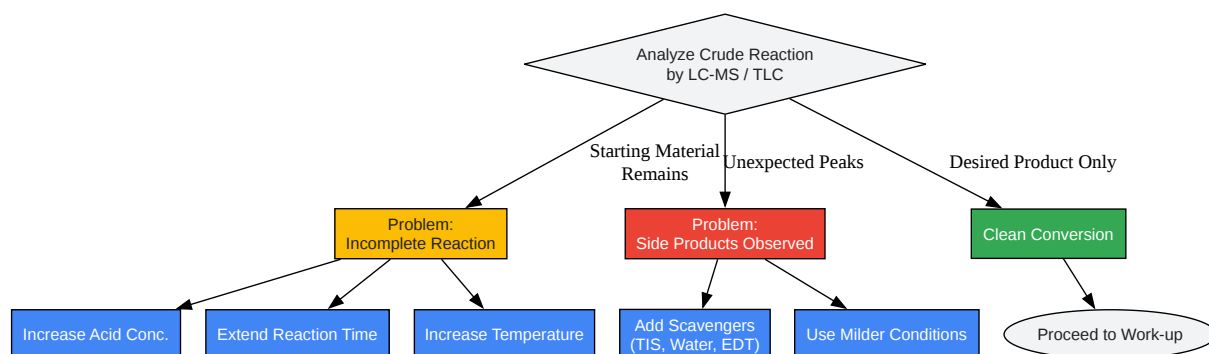 Analyze Crude Reaction
by LC-MS / TLC
Starting Material
Remains
Unexpected Peaks
Desired Product Only
Problem:
Incomplete Reaction
Problem:
Side Products Observed
Clean Conversion
Increase Acid Conc.
Extend Reaction Time
Increase Temperature
Add Scavengers
(TIS, Water, EDT)
Use Milder Conditions
Proceed to Work-up